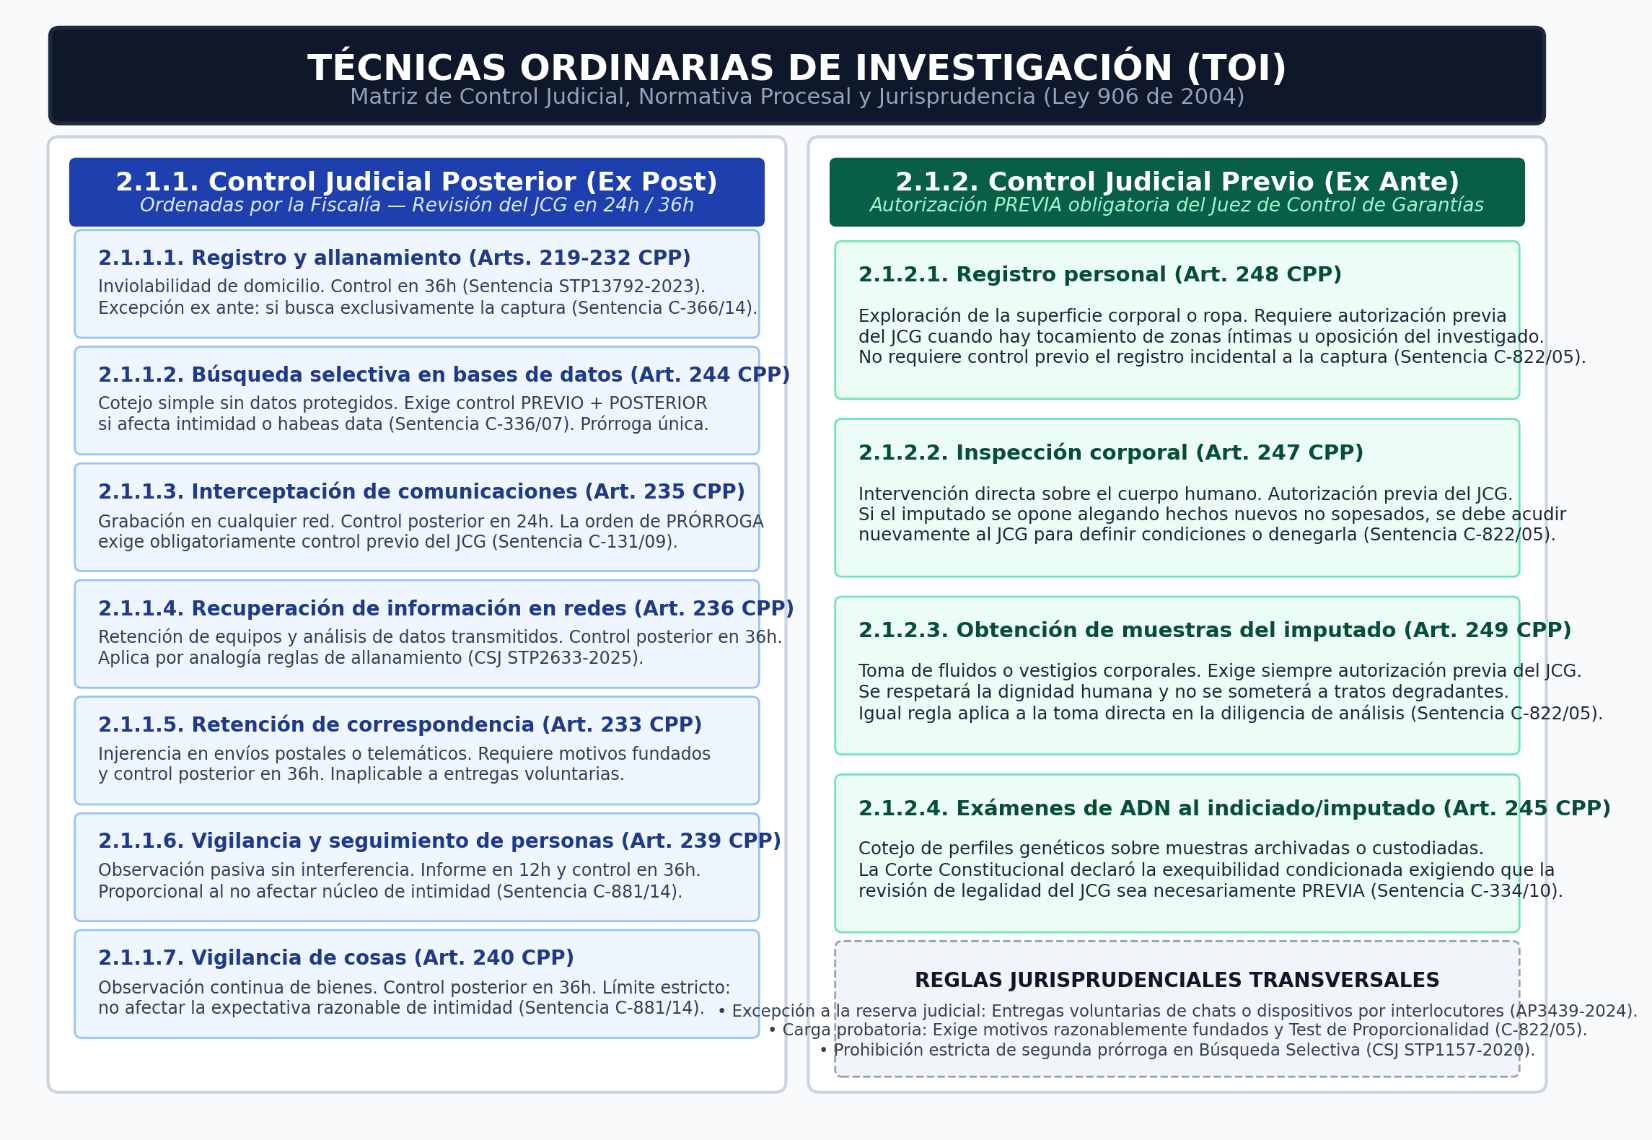 TÉCNICAS ORDINARIAS DE INVESTIGACIÓN (TOI)
Matriz de Control Judicial, Normativa Procesal y Jurisprudencia (Ley 906 de 2004)
2.1.1. Control Judicial Posterior (Ex Post)
Ordenadas por la Fiscalía — Revisión del JCG en 24h / 36h
2.1.1.1. Registro y allanamiento (Arts. 219-232 CPP)
Inviolabilidad de domicilio. Control en 36h (Sentencia STP13792-2023).
Excepción ex ante: si busca exclusivamente la captura (Sentencia C-366/14).
2.1.1.2. Búsqueda selectiva en bases de datos (Art. 244 CPP)
Cotejo simple sin datos protegidos. Exige control PREVIO + POSTERIOR
si afecta intimidad o habeas data (Sentencia C-336/07). Prórroga única.
2.1.1.3. Interceptación de comunicaciones (Art. 235 CPP)
Grabación en cualquier red. Control posterior en 24h. La orden de PRÓRROGA
exige obligatoriamente control previo del JCG (Sentencia C-131/09).
2.1.1.4. Recuperación de información en redes (Art. 236 CPP)
Retención de equipos y análisis de datos transmitidos. Control posterior en 36h.
Aplica por analogía reglas de allanamiento (CSJ STP2633-2025).
2.1.1.5. Retención de correspondencia (Art. 233 CPP)
Injerencia en envíos postales o telemáticos. Requiere motivos fundados
y control posterior en 36h. Inaplicable a entregas voluntarias.
2.1.1.6. Vigilancia y seguimiento de personas (Art. 239 CPP)
Observación pasiva sin interferencia. Informe en 12h y control en 36h.
Proporcional al no afectar núcleo de intimidad (Sentencia C-881/14).
2.1.1.7. Vigilancia de cosas (Art. 240 CPP)
Observación continua de bienes. Control posterior en 36h. Límite estricto:
no afectar la expectativa razonable de intimidad (Sentencia C-881/14).
2.1.2. Control Judicial Previo (Ex Ante)
Autorización PREVIA obligatoria del Juez de Control de Garantías
2.1.2.1. Registro personal (Art. 248 CPP)
Exploración de la superficie corporal o ropa. Requiere autorización previa
del JCG cuando hay tocamiento de zonas íntimas u oposición del investigado.
No requiere control previo el registro incidental a la captura (Sentencia C-822/05).
2.1.2.2. Inspección corporal (Art. 247 CPP)
Intervención directa sobre el cuerpo humano. Autorización previa del JCG.
Si el imputado se opone alegando hechos nuevos no sopesados, se debe acudir
nuevamente al JCG para definir condiciones o denegarla (Sentencia C-822/05).
2.1.2.3. Obtención de muestras del imputado (Art. 249 CPP)
Toma de fluidos o vestigios corporales. Exige siempre autorización previa del JCG.
Se respetará la dignidad humana y no se someterá a tratos degradantes.
Igual regla aplica a la toma directa en la diligencia de análisis (Sentencia C-822/05).
2.1.2.4. Exámenes de ADN al indiciado/imputado (Art. 245 CPP)
Cotejo de perfiles genéticos sobre muestras archivadas o custodiadas.
La Corte Constitucional declaró la exequibilidad condicionada exigiendo que la
revisión de legalidad del JCG sea necesariamente PREVIA (Sentencia C-334/10).
REGLAS JURISPRUDENCIALES TRANSVERSALES
• Excepción a la reserva judicial: Entregas voluntarias de chats o dispositivos por interlocutores (AP3439-2024).
• Carga probatoria: Exige motivos razonablemente fundados y Test de Proporcionalidad (C-822/05).
• Prohibición estricta de segunda prórroga en Búsqueda Selectiva (CSJ STP1157-2020).